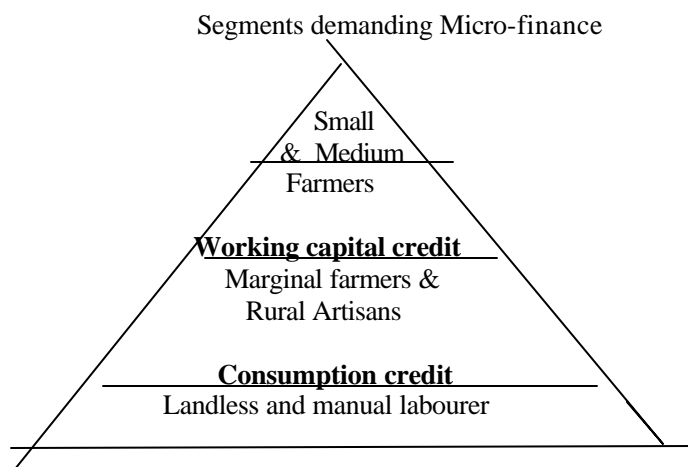 Segments demanding Micro-finance
Small
& Medium
Farmers
Working capital credit
Marginal farmers &
Rural Artisans
Consumption credit
Landless and manual labourer